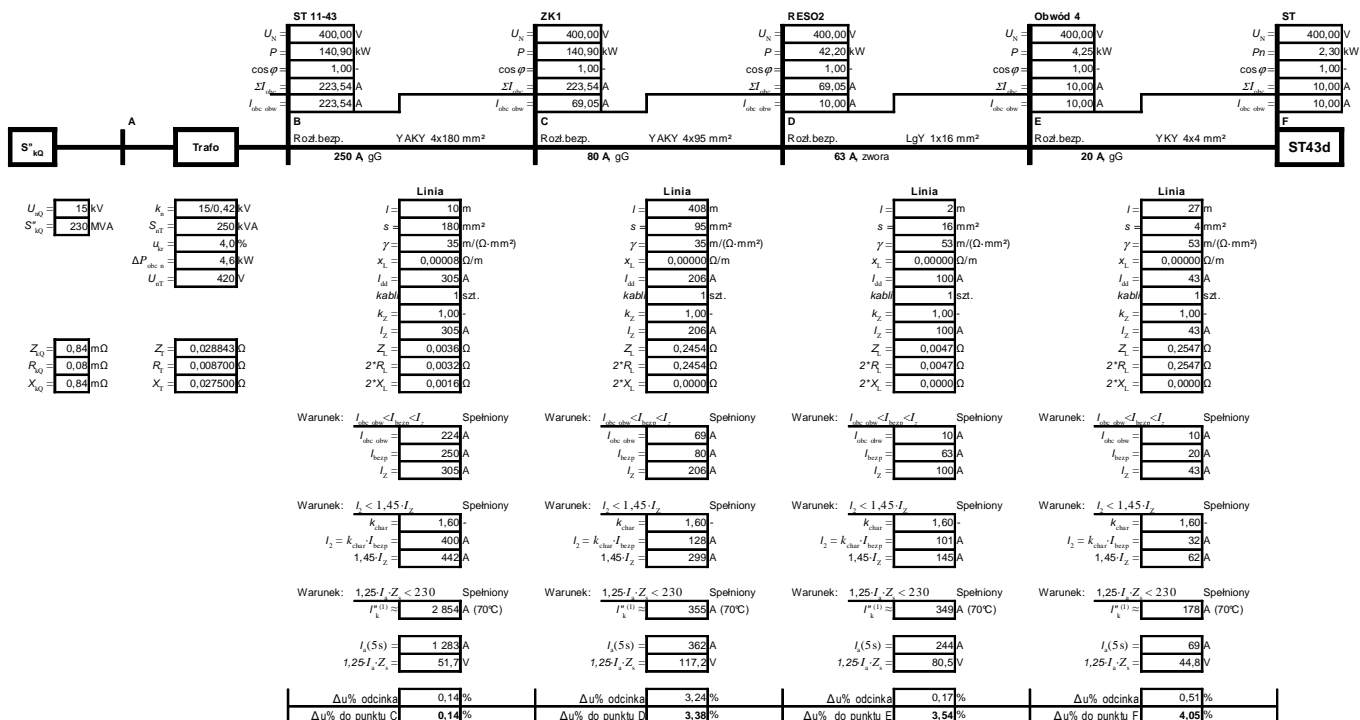 ST 11-43 ZK1 RESO2 Obwód 4 ST
U_N = 400,00 V U_N = 400,00 V U_N = 400,00 V U_N = 400,00 V U_N = 400,00 V
P = 140,90 kW P = 140,90 kW P = 42,20 kW P = 4,25 kW Pn = 2,30 kW
cosφ = 1,00 - cosφ = 1,00 - cosφ = 1,00 - cosφ = 1,00 - cosφ = 1,00 -
ΣI_obc = 223,54 A ΣI_obc = 223,54 A ΣI_obc = 69,05 A ΣI_obc = 10,00 A ΣI_obc = 10,00 A
I_obc obw = 223,54 A I_obc obw = 69,05 A I_obc obw = 10,00 A I_obc obw = 10,00 A I_obc obw = 10,00 A
A B C D E F
S"_kQ Trafo Rozł.bezp. YAKY 4x180 mm² Rozł.bezp. YAKY 4x95 mm² Rozł.bezp. LgY 1x16 mm² Rozł.bezp. YKY 4x4 mm² ST43d
250 A, gG 80 A, gG 63 A, zwora 20 A, gG
Linia Linia Linia Linia
U_nQ = 15 kV k_n = 15/0,42 kV l = 10 m l = 408 m l = 2 m l = 27 m
S"_kQ = 230 MVA S_nT = 250 kVA s = 180 mm² s = 95 mm² s = 16 mm² s = 4 mm²
u_kr = 4,0 % γ = 35 m/(Ω·mm²) γ = 35 m/(Ω·mm²) γ = 53 m/(Ω·mm²) γ = 53 m/(Ω·mm²)
ΔP_obc n = 4,6 kW x_L = 0,00008 Ω/m x_L = 0,00000 Ω/m x_L = 0,00000 Ω/m x_L = 0,00000 Ω/m
U_nT = 420 V I_dd = 305 A I_dd = 206 A I_dd = 100 A I_dd = 43 A
kabli 1 szt. kabli 1 szt. kabli 1 szt. kabli 1 szt.
k_Z = 1,00 - k_Z = 1,00 - k_Z = 1,00 - k_Z = 1,00 -
I_Z = 305 A I_Z = 206 A I_Z = 100 A I_Z = 43 A
Z_kQ = 0,84 mΩ Z_T = 0,028843 Ω Z_L = 0,0036 Ω Z_L = 0,2454 Ω Z_L = 0,0047 Ω Z_L = 0,2547 Ω
R_kQ = 0,08 mΩ R_T = 0,008700 Ω 2*R_L = 0,0032 Ω 2*R_L = 0,2454 Ω 2*R_L = 0,0047 Ω 2*R_L = 0,2547 Ω
X_kQ = 0,84 mΩ X_T = 0,027500 Ω 2*X_L = 0,0016 Ω 2*X_L = 0,0000 Ω 2*X_L = 0,0000 Ω 2*X_L = 0,0000 Ω
Warunek: I_obc obw<I_bezp<I_z Spełniony Warunek: I_obc obw<I_bezp<I_z Spełniony Warunek: I_obc obw<I_bezp<I_z Spełniony Warunek: I_obc obw<I_bezp<I_z Spełniony
I_obc obw = 224 A I_obc obw = 69 A I_obc obw = 10 A I_obc obw = 10 A
I_bezp = 250 A I_bezp = 80 A I_bezp = 63 A I_bezp = 20 A
I_Z = 305 A I_Z = 206 A I_Z = 100 A I_Z = 43 A
Warunek: I_2 < 1,45·I_Z Spełniony Warunek: I_2 < 1,45·I_Z Spełniony Warunek: I_2 < 1,45·I_Z Spełniony Warunek: I_2 < 1,45·I_Z Spełniony
k_char = 1,60 - k_char = 1,60 - k_char = 1,60 - k_char = 1,60 -
I_2 = k_char·I_bezp = 400 A I_2 = k_char·I_bezp = 128 A I_2 = k_char·I_bezp = 101 A I_2 = k_char·I_bezp = 32 A
1,45·I_Z = 442 A 1,45·I_Z = 299 A 1,45·I_Z = 145 A 1,45·I_Z = 62 A
Warunek: 1,25·I_a·Z_s < 230 Spełniony Warunek: 1,25·I_a·Z_s < 230 Spełniony Warunek: 1,25·I_a·Z_s < 230 Spełniony Warunek: 1,25·I_a·Z_s < 230 Spełniony
I"_k^(1) ≈ 2 854 A (70°C) I"_k^(1) ≈ 355 A (70°C) I"_k^(1) ≈ 349 A (70°C) I"_k^(1) ≈ 178 A (70°C)
I_a(5s) = 1 283 A I_a(5s) = 362 A I_a(5s) = 244 A I_a(5s) = 69 A
1,25·I_a·Z_s = 51,7 V 1,25·I_a·Z_s = 117,2 V 1,25·I_a·Z_s = 80,5 V 1,25·I_a·Z_s = 44,8 V
Δu% odcinka 0,14 % Δu% odcinka 3,24 % Δu% odcinka 0,17 % Δu% odcinka 0,51 %
Δu% do punktu C 0,14 % Δu% do punktu D 3,38 % Δu% do punktu E 3,54 % Δu% do punktu F 4,05 %